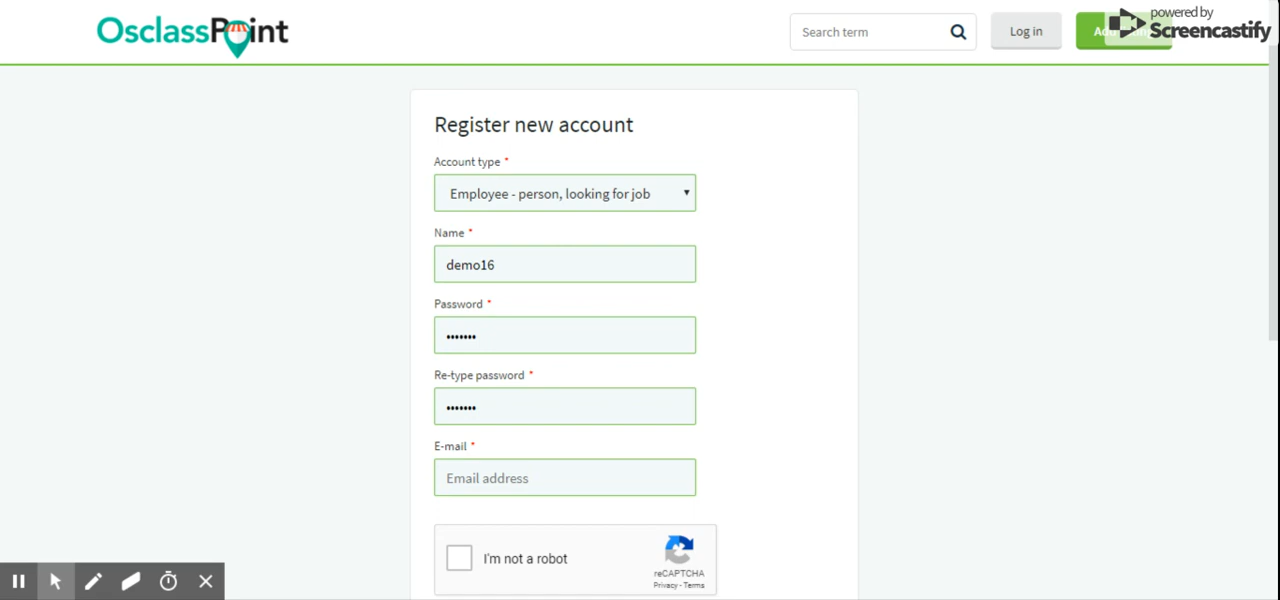 OsclassPoint
Search term
Log in
powered by
Screencastify
Register new account
Account type *
Employee - person, looking for job
Name *
demo16
Password *
•••••••
Re-type password *
•••••••
E-mail *
Email address
I'm not a robot
reCAPTCHA
Privacy - Terms